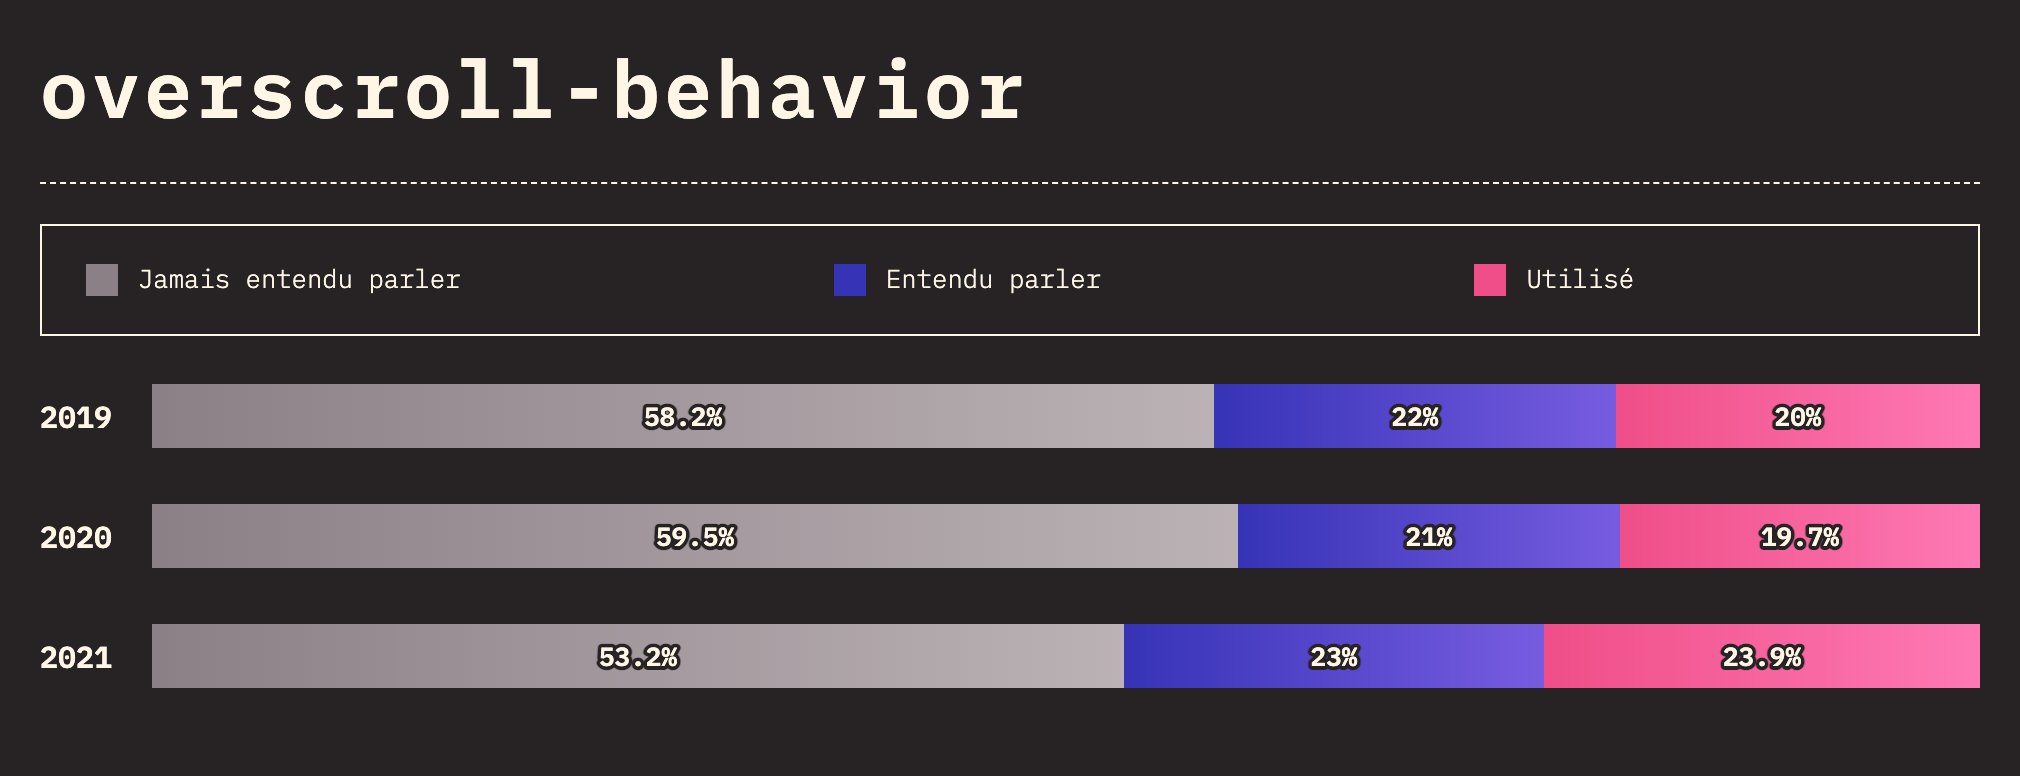 overscroll-behavior
Jamais entendu parler Entendu parler Utilisé
2019 58.2% 22% 20%
2020 59.5% 21% 19.7%
2021 53.2% 23% 23.9%